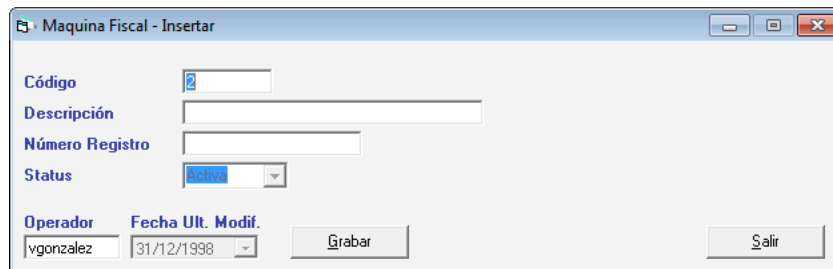 Maquina Fiscal - Insertar
Código 2
Descripción
Número Registro
Status Activa
Operador Fecha Ult. Modif.
vgonzalez 31/12/1998 Grabar Salir